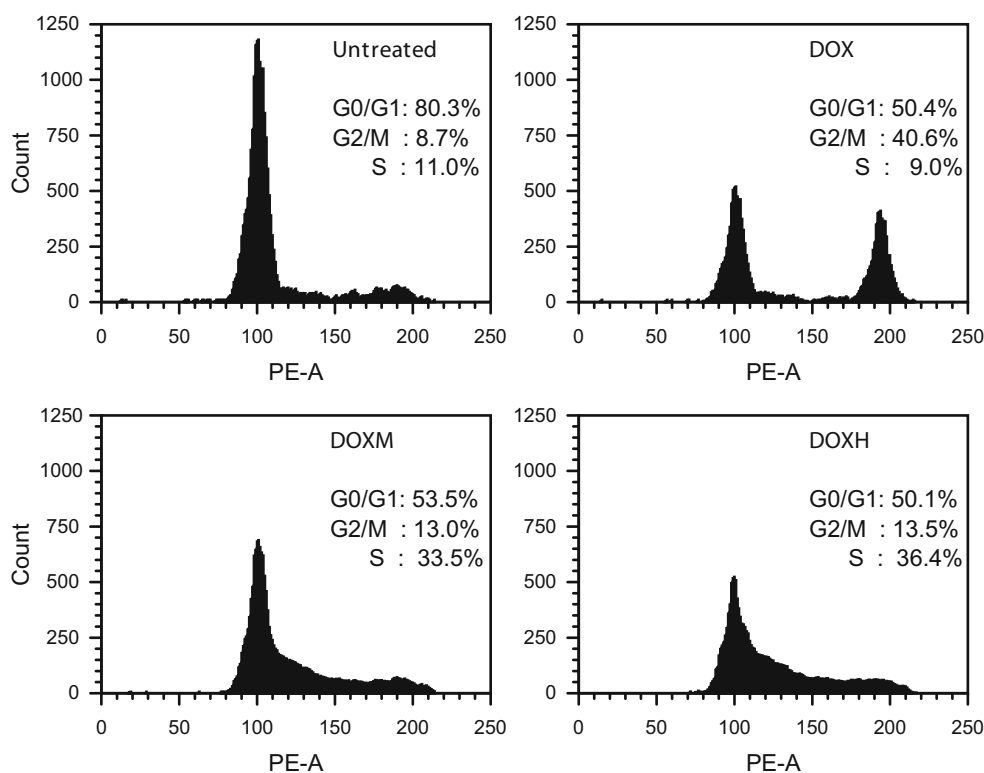 Untreated
G0/G1: 80.3%
G2/M : 8.7%
S : 11.0%
Count
1250
1000
750
500
250
0
0 50 100 150 200 250
PE-A
DOX
G0/G1: 50.4%
G2/M : 40.6%
S : 9.0%
1250
1000
750
500
250
0
0 50 100 150 200 250
PE-A
DOXM
G0/G1: 53.5%
G2/M : 13.0%
S : 33.5%
Count
1250
1000
750
500
250
0
0 50 100 150 200 250
PE-A
DOXH
G0/G1: 50.1%
G2/M : 13.5%
S : 36.4%
1250
1000
750
500
250
0
0 50 100 150 200 250
PE-A